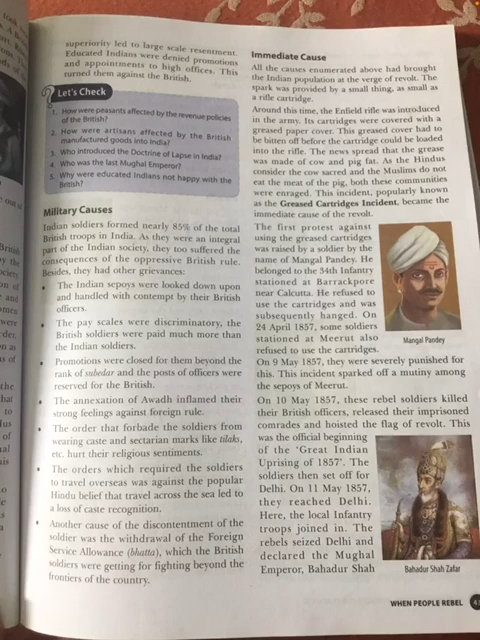 superiority led to large scale resentment.
Educated Indians were denied promotions
and appointments to high offices. This
turned them against the British.
Let's Check
1. How were peasants affected by the revenue policies
of the British?
2. How were artisans affected by the British
manufactured goods into India?
3. Who introduced the Doctrine of Lapse in India?
4. Who was the last Mughal Emperor?
5. Why were educated Indians not happy with the
British?
Military Causes
Indian soldiers formed nearly 85% of the total
British troops in India. As they were an integral
part of the Indian society, they too suffered the
consequences of the oppressive British rule.
Besides, they had other grievances:
• The Indian sepoys were looked down upon
and handled with contempt by their British
officers.
• The pay scales were discriminatory, the
British soldiers were paid much more than
the Indian soldiers.
• Promotions were closed for them beyond the
rank of subedar and the posts of officers were
reserved for the British.
• The annexation of Awadh inflamed their
strong feelings against foreign rule.
• The order that forbade the soldiers from
wearing caste and sectarian marks like tilaks,
etc. hurt their religious sentiments.
• The orders which required the soldiers
to travel overseas was against the popular
Hindu belief that travel across the sea led to
a loss of caste recognition.
• Another cause of the discontentment of the
soldier was the withdrawal of the Foreign
Service Allowance (bhatta), which the British
soldiers were getting for fighting beyond the
frontiers of the country.
Immediate Cause
All the causes enumerated above had brought
the Indian population at the verge of revolt. The
spark was provided by a small thing, as small as
a rifle cartridge.
Around this time, the Enfield rifle was introduced
in the army. Its cartridges were covered with a
greased paper cover. This greased cover had to
be bitten off before the cartridge could be loaded
into the rifle. The news spread that the grease
was made of cow and pig fat. As the Hindus
consider the cow sacred and the Muslims do not
eat the meat of the pig, both these communities
were enraged. This incident, popularly known
as the Greased Cartridges Incident, became the
immediate cause of the revolt.
The first protest against
using the greased cartridges
was raised by a soldier by the
name of Mangal Pandey. He
belonged to the 34th Infantry
stationed at Barrackpore
near Calcutta. He refused to
use the cartridges and was
subsequently hanged. On
24 April 1857, some soldiers
stationed at Meerut also
refused to use the cartridges.
Mangal Pandey
On 9 May 1857, they were severely punished for
this. This incident sparked off a mutiny among
the sepoys of Meerut.
On 10 May 1857, these rebel soldiers killed
their British officers, released their imprisoned
comrades and hoisted the flag of revolt. This
was the official beginning
of the 'Great Indian
Uprising of 1857'. The
soldiers then set off for
Delhi. On 11 May 1857,
they reached Delhi.
Here, the local Infantry
troops joined in. The
rebels seized Delhi and
declared the Mughal
Emperor, Bahadur Shah
Bahadur Shah Zafar
WHEN PEOPLE REBEL